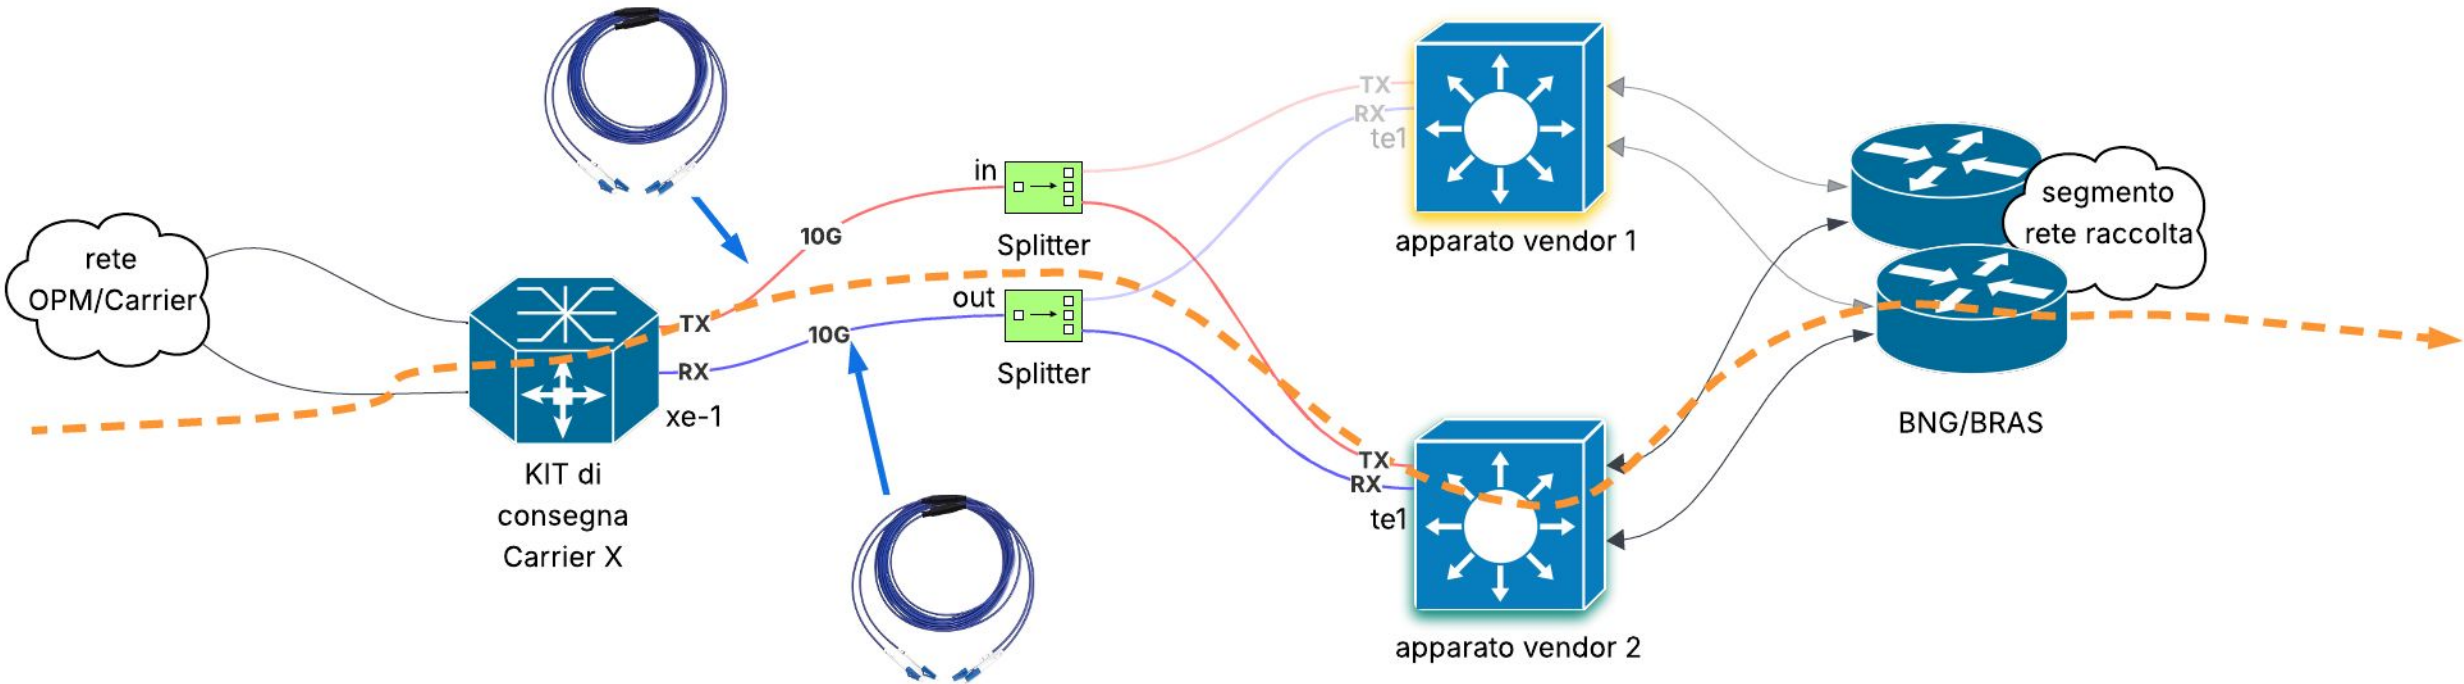 rete
OPM/Carrier
KIT di
consegna
Carrier X
TX
RX
xe-1
10G
10G
in
Splitter
out
Splitter
TX
RX
te1
apparato vendor 1
TX
RX
te1
apparato vendor 2
segmento
rete raccolta
BNG/BRAS